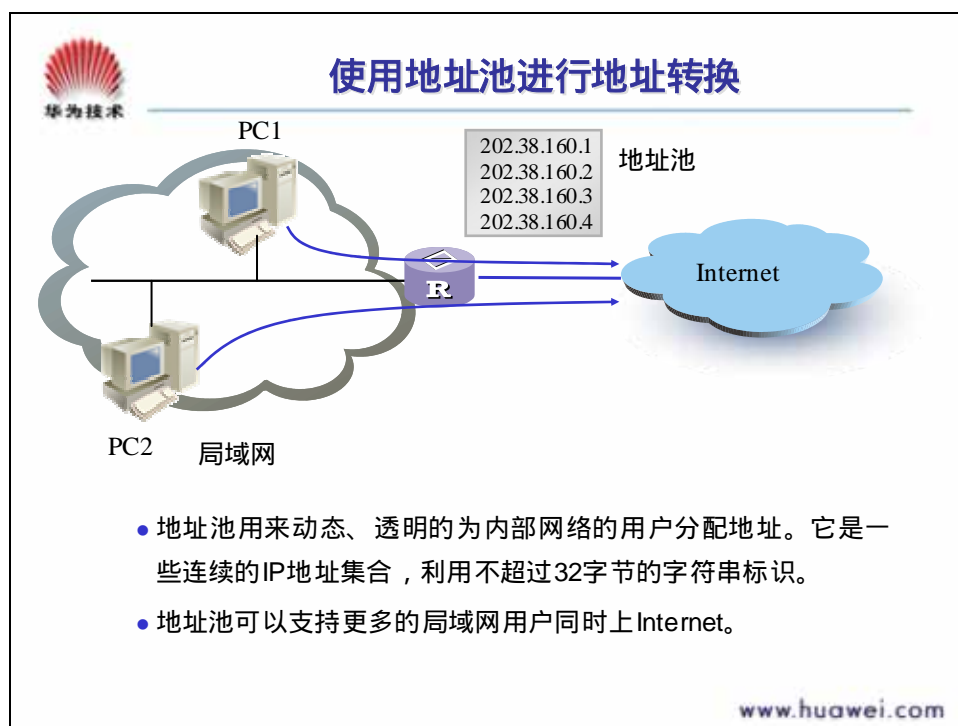 华为技术
使用地址池进行地址转换
PC1
202.38.160.1
202.38.160.2
202.38.160.3
202.38.160.4
地址池
Internet
R
PC2
局域网
地址池用来动态、透明的为内部网络的用户分配地址。它是一
些连续的IP地址集合，利用不超过32字节的字符串标识。
地址池可以支持更多的局域网用户同时上Internet。
www.huawei.com